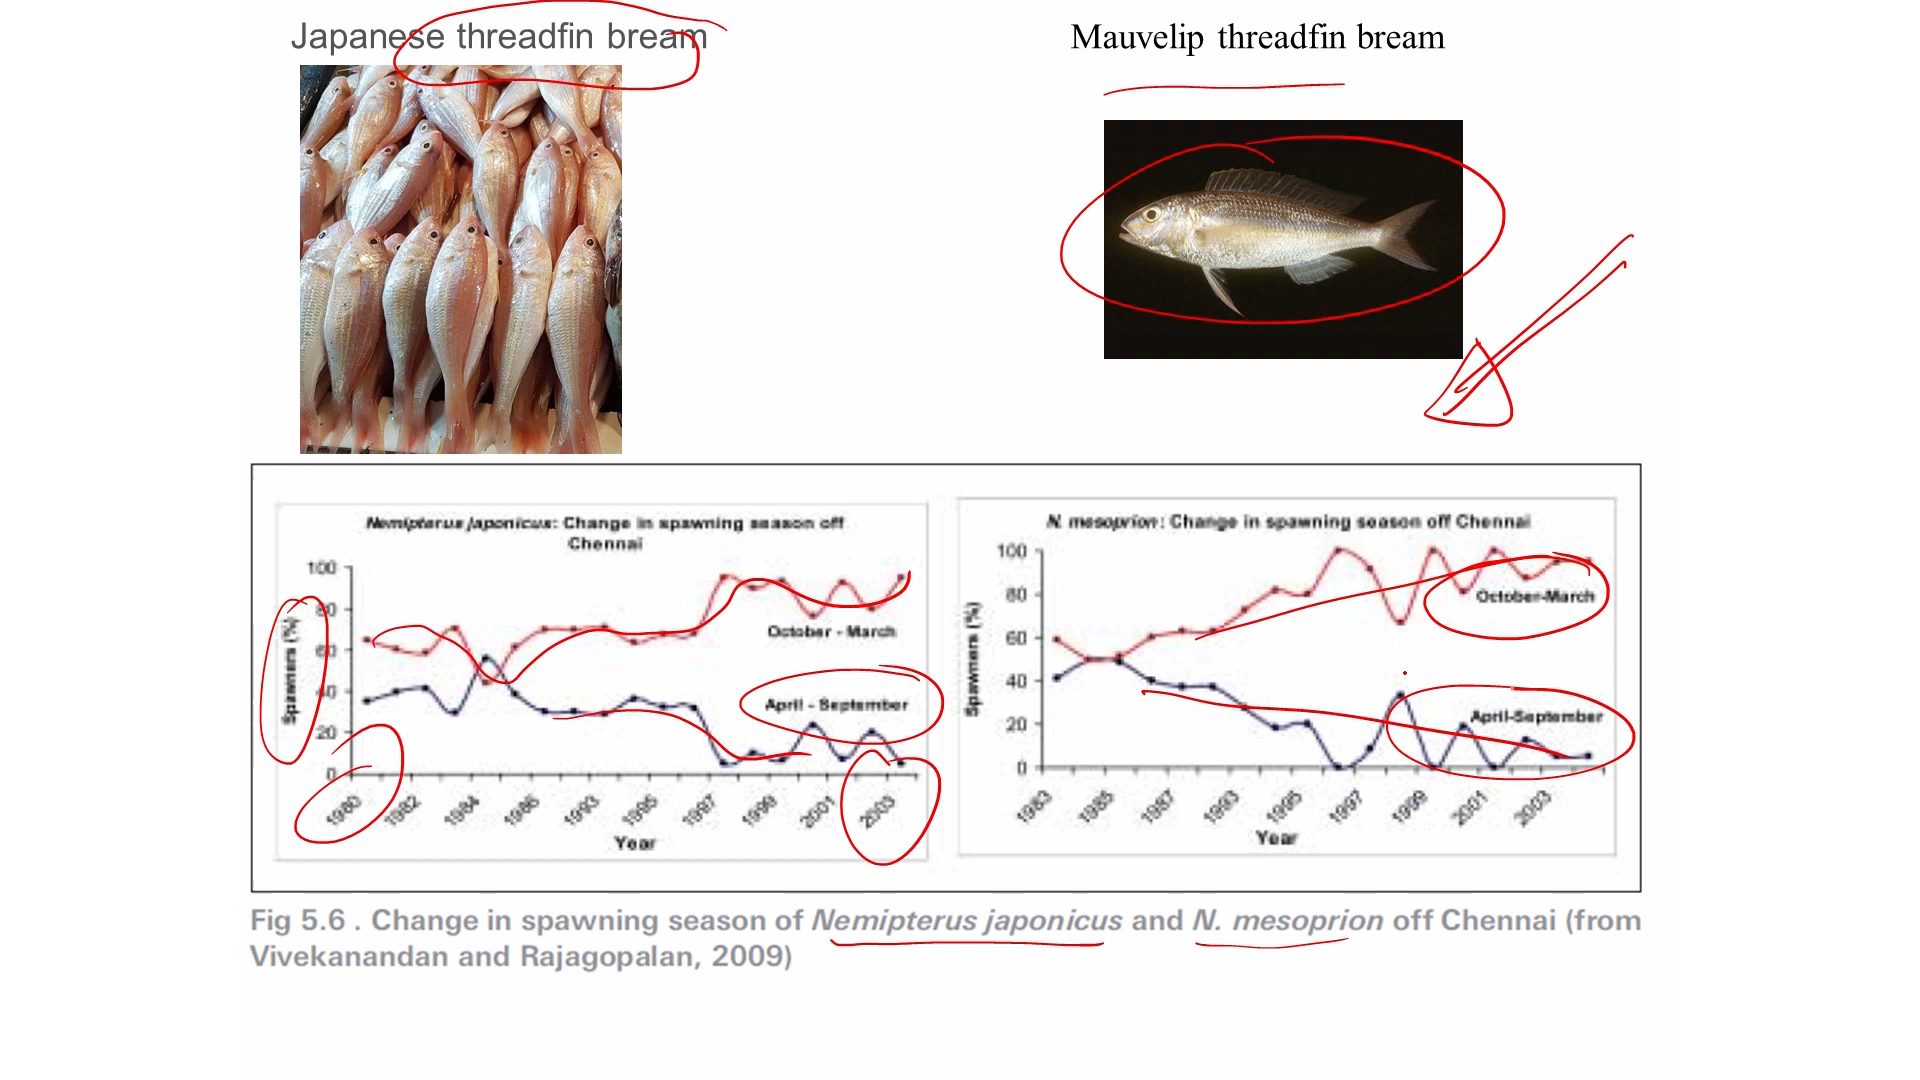 Japanese threadfin bream
Mauvelip threadfin bream
Nemipterus japonicus: Change in spawning season off
Chennai
100
80
60
40
20
0
Spawners (%)
October - March
April - September
1980
1982
1984
1986
1993
1995
1997
1999
2001
2003
Year
N. mesoprion: Change in spawning season off Chennai
100
80
60
40
20
0
Spawners (%)
October-March
April-September
1983
1985
1987
1993
1995
1997
1999
2001
2003
Year
Fig 5.6 . Change in spawning season of Nemipterus japonicus and N. mesoprion off Chennai (from
Vivekanandan and Rajagopalan, 2009)